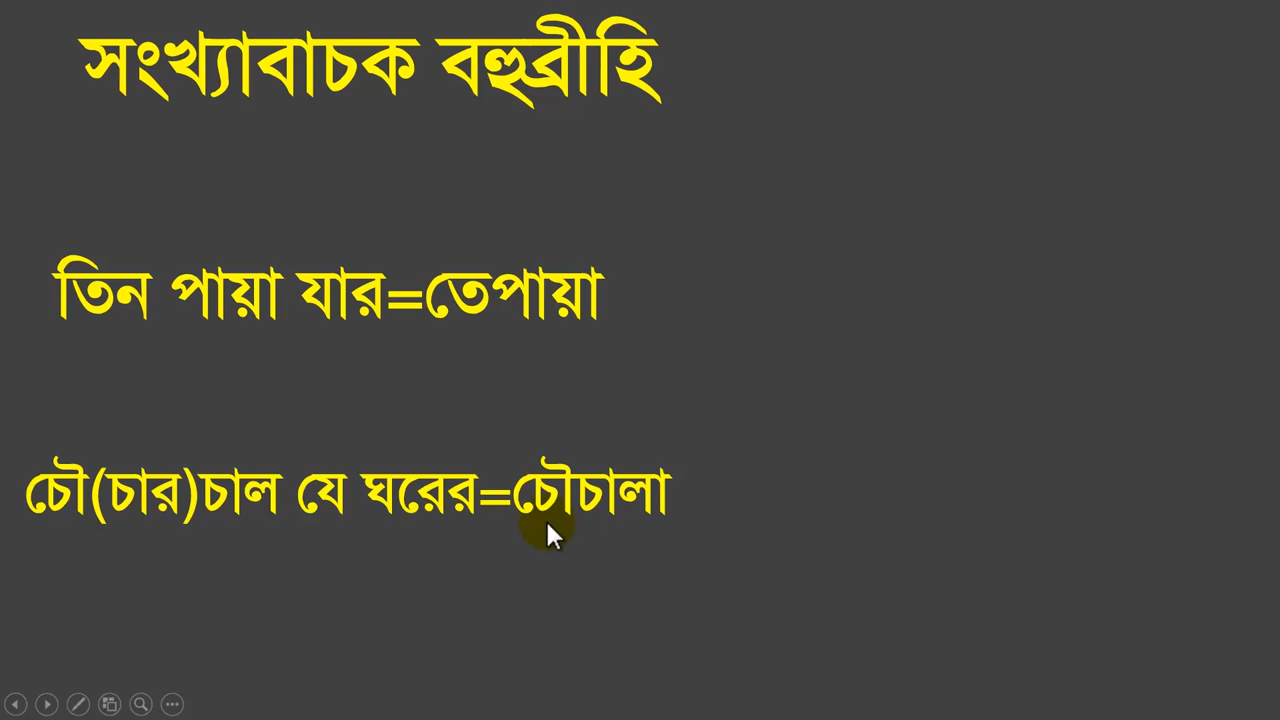 সংখ্যাবাচক বহুব্রীহি
তিন পায়া যার=তেপায়া
চৌ(চার)চাল যে ঘরের=চৌচালা